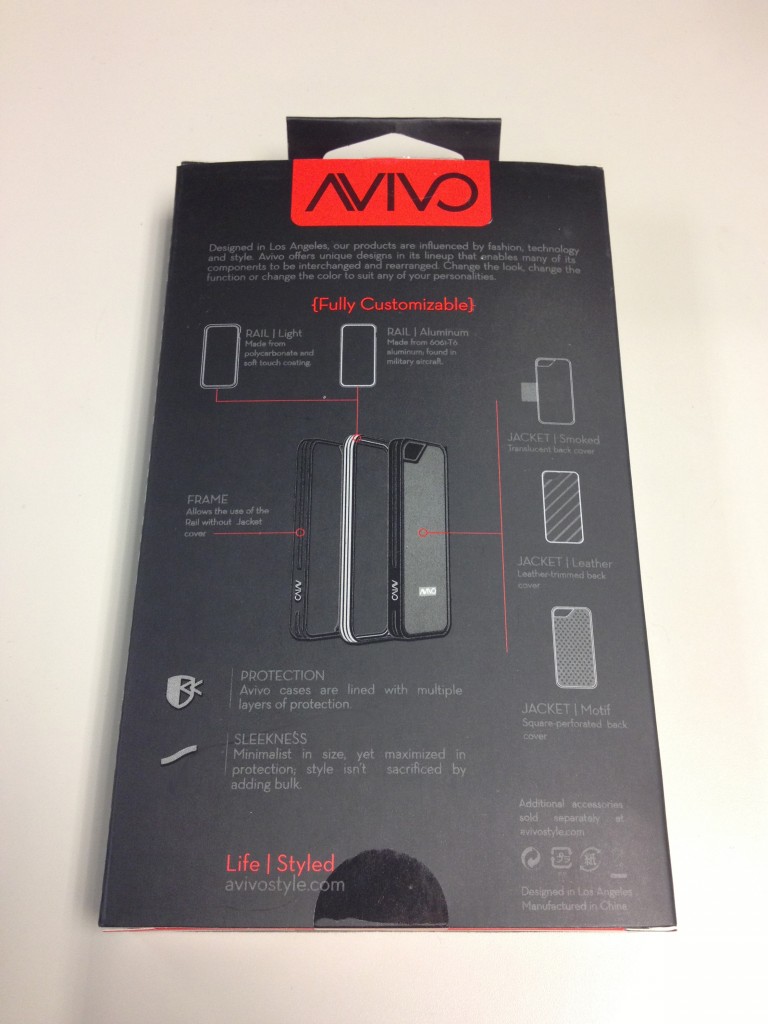 AVIVO
Designed in Los Angeles, our products are influenced by fashion, technology
and style. Avivo offers unique designs in its lineup that enables many of its
components to be interchanged and rearranged. Change the look, change the
function or change the color to suit any of your personalities.
{Fully Customizable}
RAIL | Light
Made from
polycarbonate and
soft touch coating.
RAIL | Aluminum
Made from 6061-T6
aluminum; found in
military aircraft.
JACKET | Smoked
Translucent back cover
FRAME
Allows the use of the
Rail without Jacket
cover
JACKET | Leather
Leather-trimmed back
cover
AVIVO
AVIVO
AVIVO
JACKET | Motif
Square-perforated back
cover
PROTECTION
Avivo cases are lined with multiple
layers of protection.
SLEEKNESS
Minimalist in size, yet maximized in
protection; style isn't sacrificed by
adding bulk.
Additional accessories
sold separately at
avivostyle.com
Life | Styled
avivostyle.com
Designed in Los Angeles
Manufactured in China